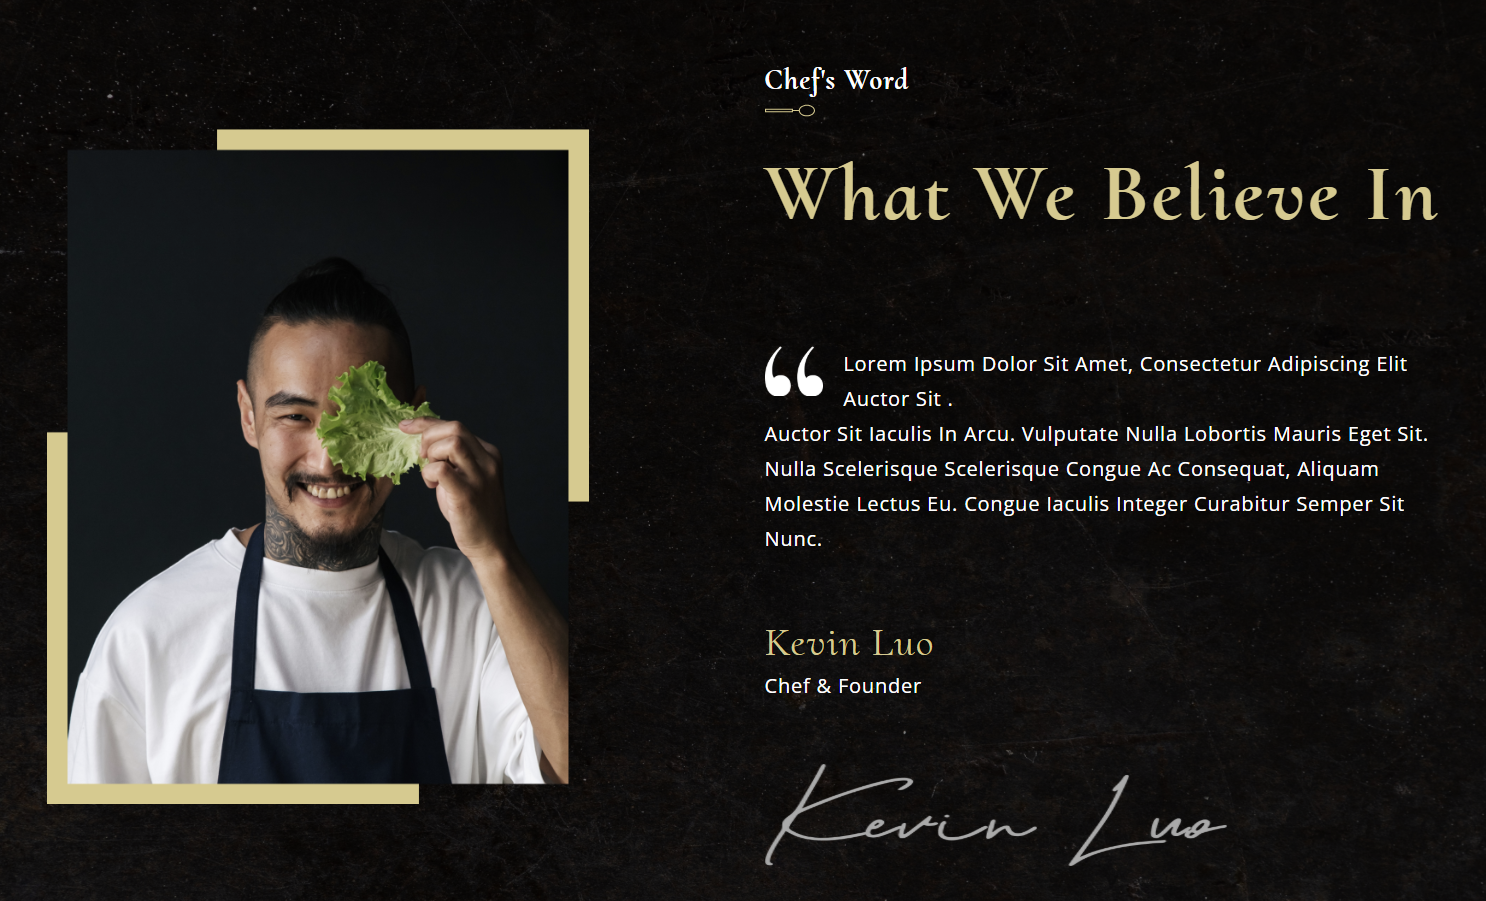 Chef's Word
What We Believe In
“
Lorem Ipsum Dolor Sit Amet, Consectetur Adipiscing Elit
Auctor Sit .
Auctor Sit Iaculis In Arcu. Vulputate Nulla Lobortis Mauris Eget Sit.
Nulla Scelerisque Scelerisque Congue Ac Consequat, Aliquam
Molestie Lectus Eu. Congue Iaculis Integer Curabitur Semper Sit
Nunc.
Kevin Luo
Chef & Founder
Kevin Luo